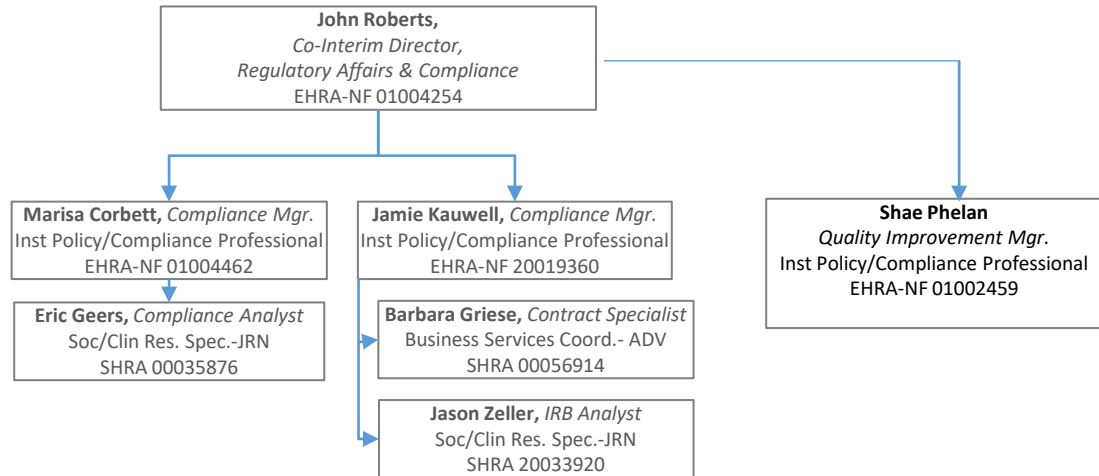 John Roberts,
Co-Interim Director,
Regulatory Affairs & Compliance
EHRA-NF 01004254
Marisa Corbett, Compliance Mgr.
Inst Policy/Compliance Professional
EHRA-NF 01004462
Eric Geers, Compliance Analyst
Soc/Clin Res. Spec.-JRN
SHRA 00035876
Jamie Kauwell, Compliance Mgr.
Inst Policy/Compliance Professional
EHRA-NF 20019360
Barbara Griese, Contract Specialist
Business Services Coord.- ADV
SHRA 00056914
Jason Zeller, IRB Analyst
Soc/Clin Res. Spec.-JRN
SHRA 20033920
Shae Phelan
Quality Improvement Mgr.
Inst Policy/Compliance Professional
EHRA-NF 01002459